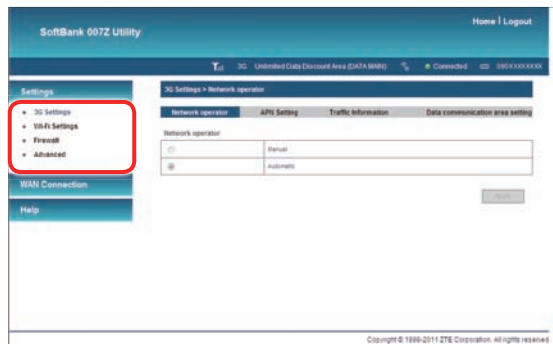 Home | Logout
SoftBank 007Z Utility
3G Unlimited Data Discount Area (DATA MAIN) Connected 080XXXXXXXX
Settings
3G Settings > Network operator
3G Settings
Wi-Fi Settings
Firewall
Advanced
Network operator APN Setting Traffic Information Data communication area setting
Network operator
Manual
Automatic
Apply
WAN Connection
Help
Copyright © 1998-2011 ZTE Corporation. All rights reserved